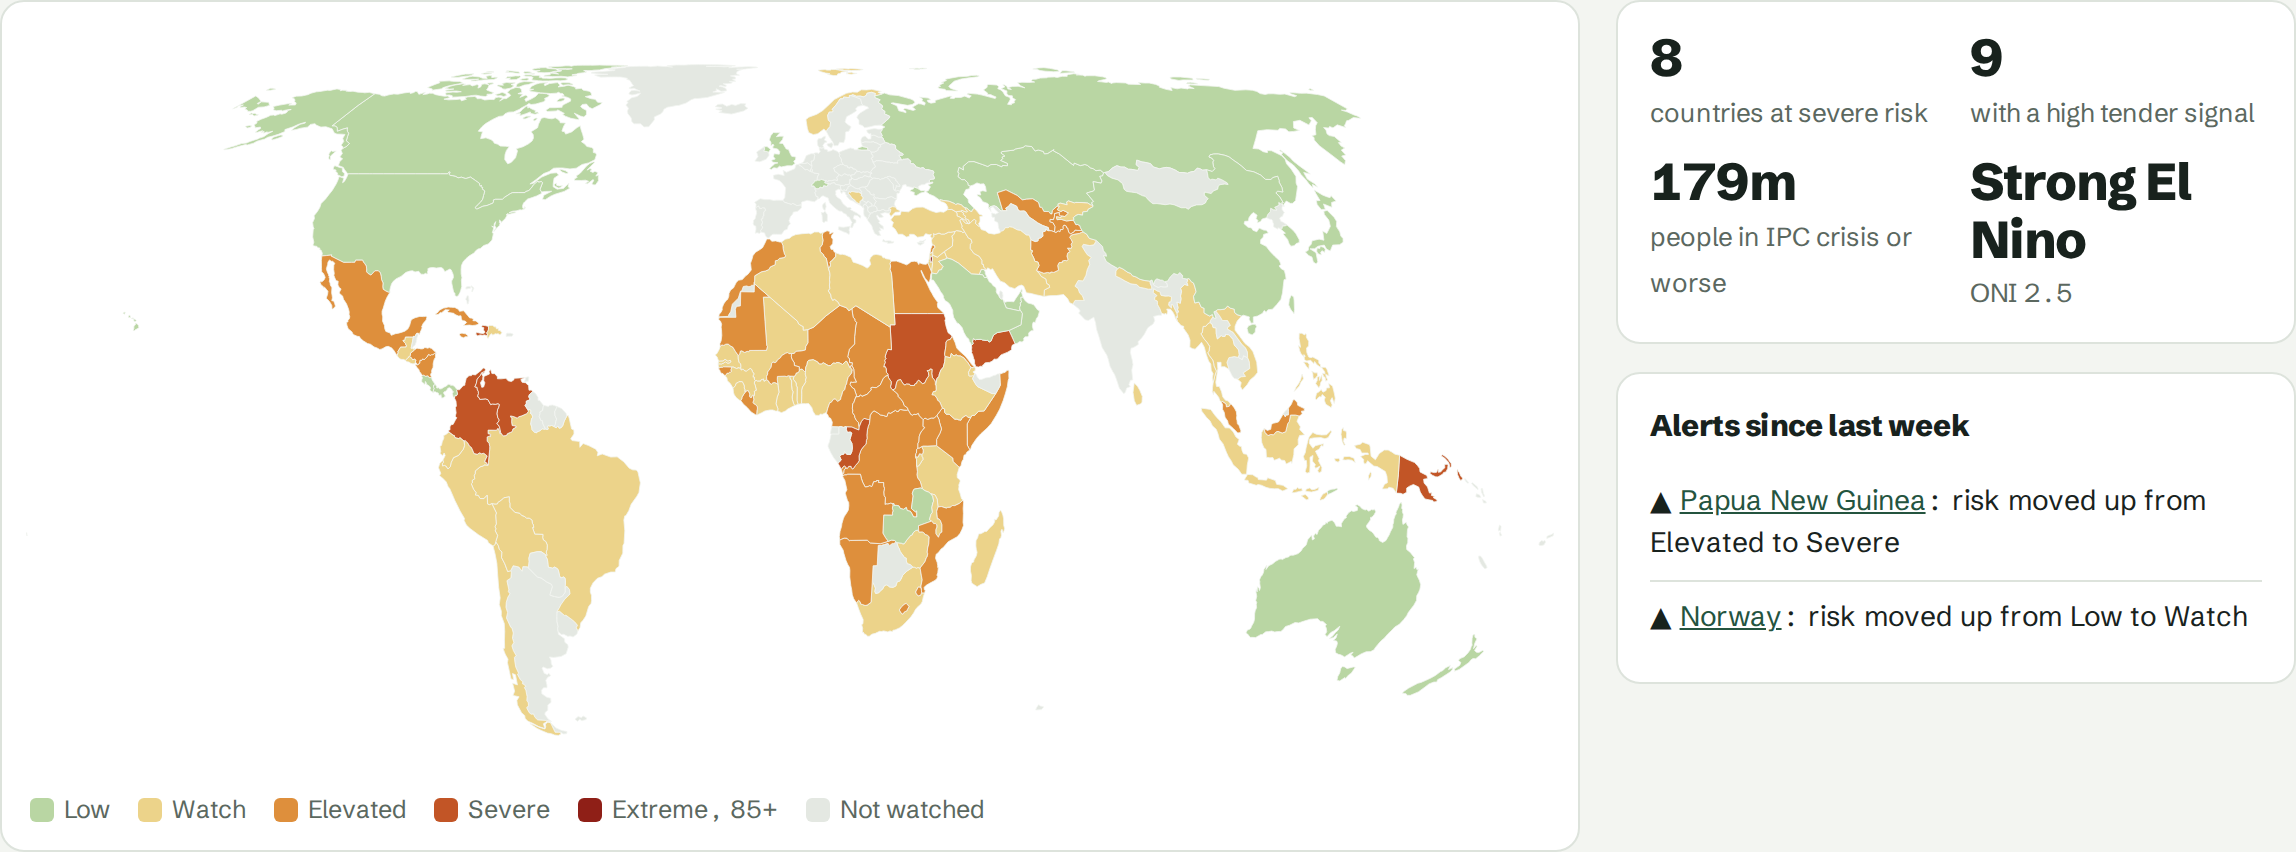 8
countries at severe risk
9
with a high tender signal
179m
people in IPC crisis or
worse
Strong El
Nino
ONI 2.5
Alerts since last week
▲ Papua New Guinea: risk moved up from
Elevated to Severe
▲ Norway: risk moved up from Low to Watch
Low
Watch
Elevated
Severe
Extreme, 85+
Not watched